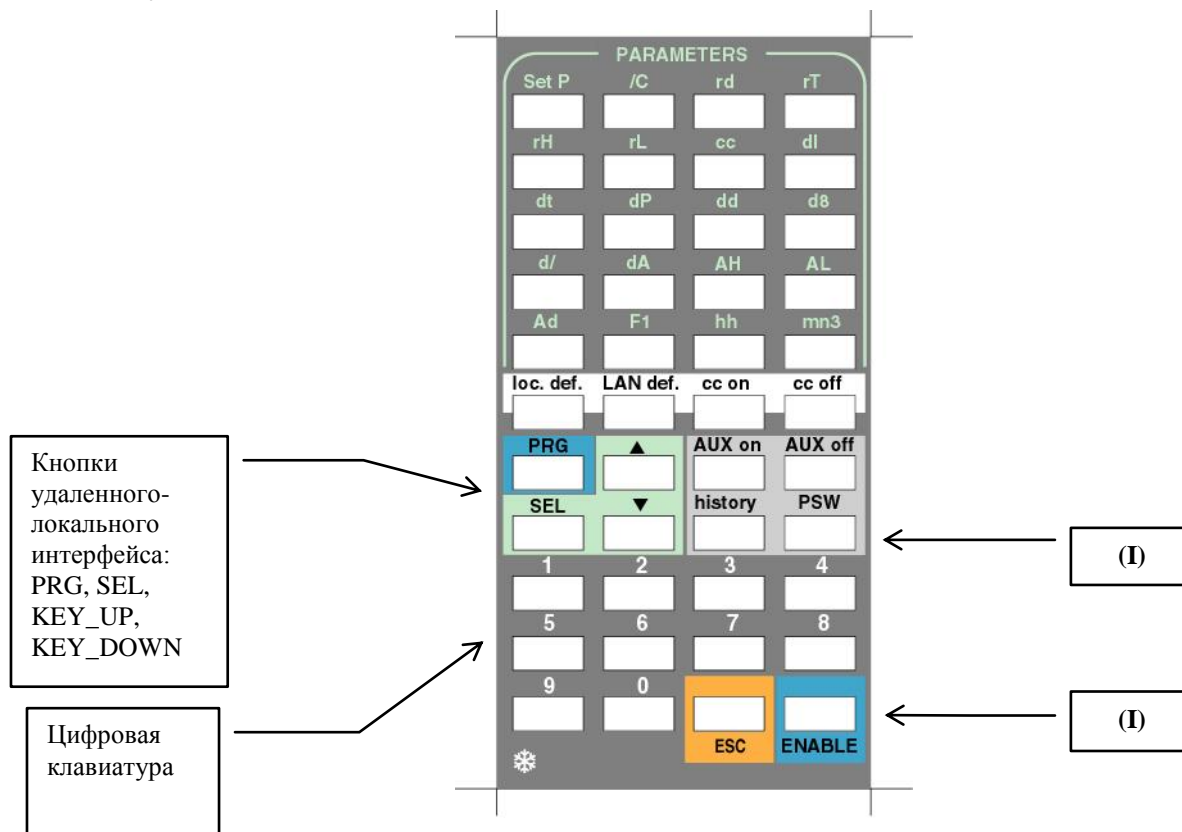 PARAMETERS
Set P /C rd rT
rH rL cc dI
dt dP dd d8
d/ dA AH AL
Ad F1 hh mn3
loc. def. LAN def. cc on cc off
PRG ▲ AUX on AUX off
SEL ▼ history PSW
1 2 3 4
5 6 7 8
9 0
ESC ENABLE
Кнопки
удаленного-
локального
интерфейса:
PRG, SEL,
KEY_UP,
KEY_DOWN
Цифровая
клавиатура
(I)
(I)